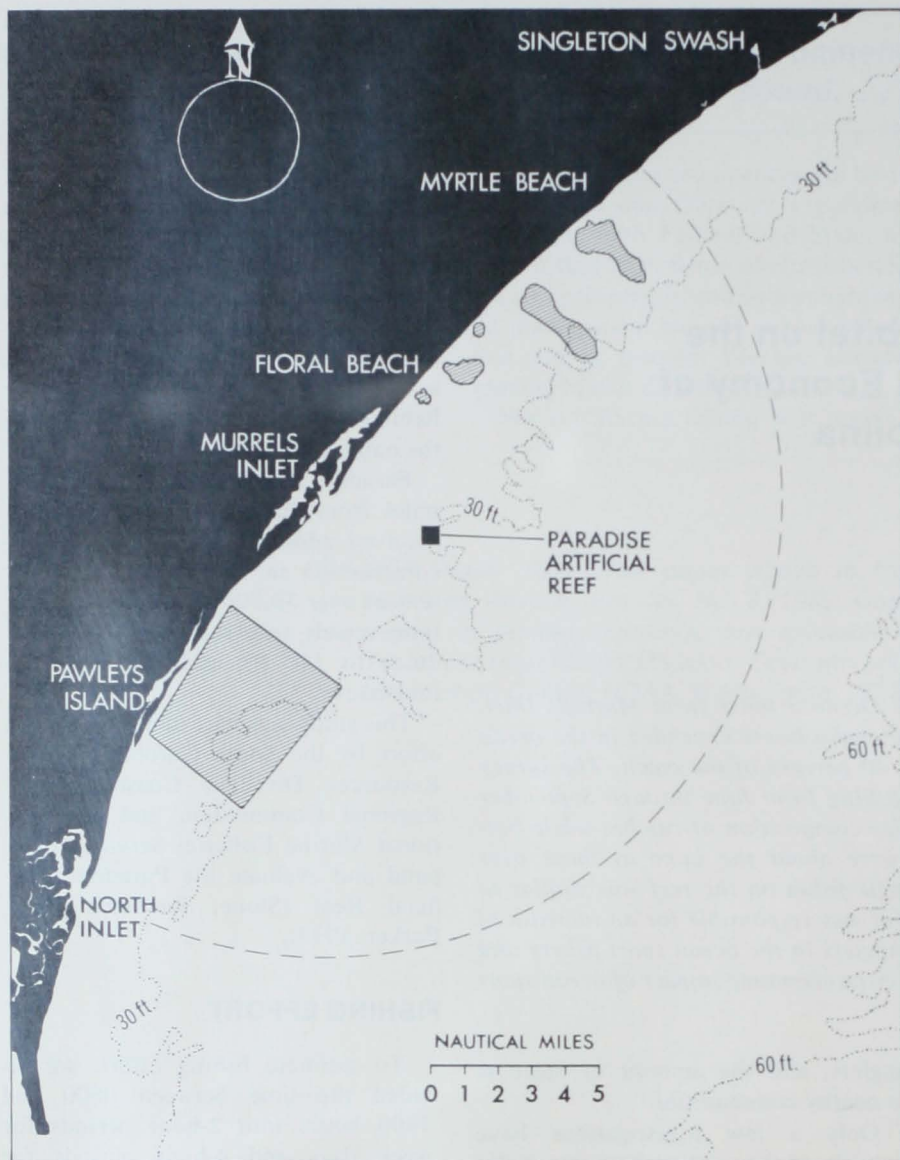 N
SINGLETON SWASH
30 ft.
MYRTLE BEACH
FLORAL BEACH
MURRELS
INLET
30 ft.
PARADISE
ARTIFICIAL
REEF
PAWLEYS
ISLAND
60 ft.
NORTH
INLET
30 ft.
NAUTICAL MILES
0 1 2 3 4 5
60 ft.